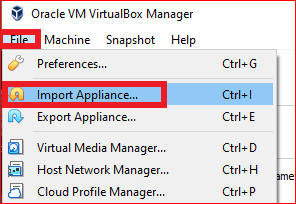 Oracle VM VirtualBox Manager
File Machine Snapshot Help
Preferences... Ctrl+G
Import Appliance... Ctrl+I
Export Appliance... Ctrl+E
Virtual Media Manager... Ctrl+D
Host Network Manager... Ctrl+H
Cloud Profile Manager... Ctrl+P